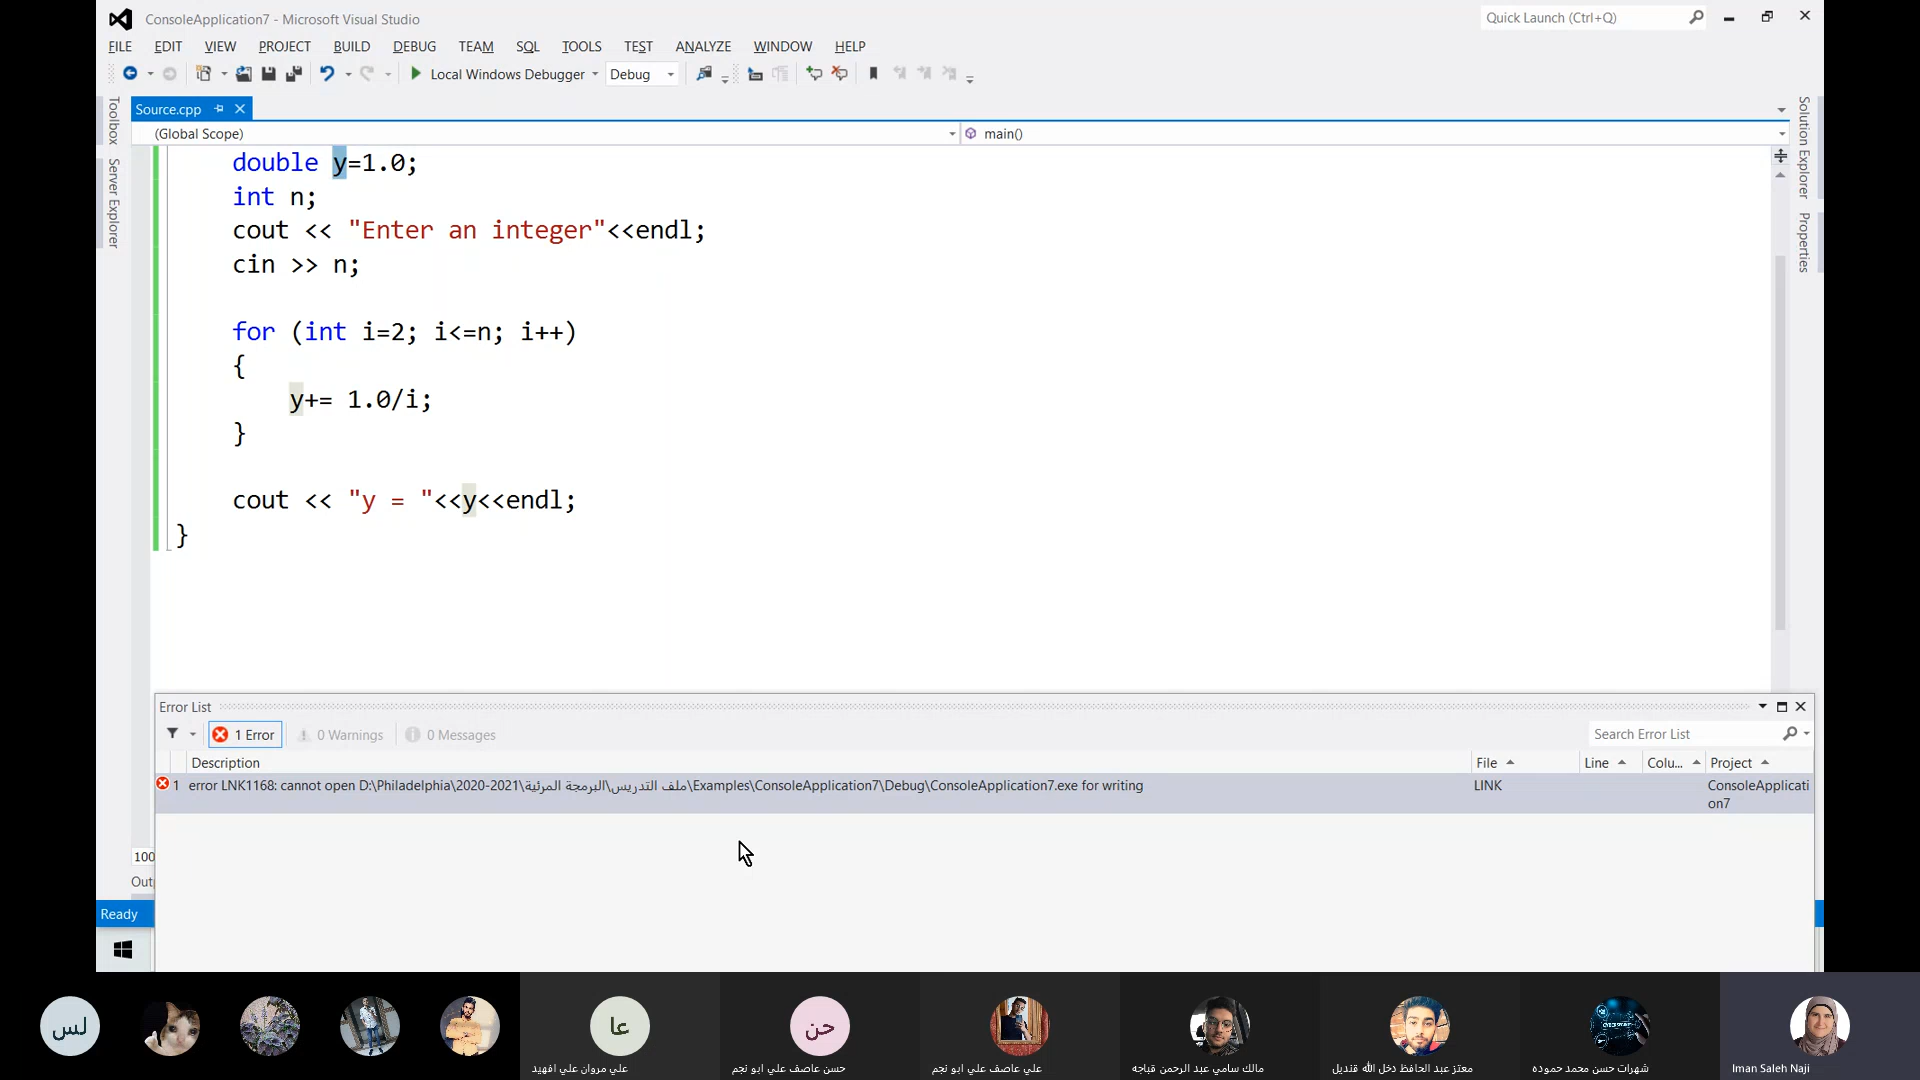 ConsoleApplication7 - Microsoft Visual Studio
Quick Launch (Ctrl+Q)
FILE EDIT VIEW PROJECT BUILD DEBUG TEAM SQL TOOLS TEST ANALYZE WINDOW HELP
Local Windows Debugger Debug
Toolbox
Server Explorer
Source.cpp
(Global Scope) main()
Solution Explorer
Properties
double y=1.0;
int n;
cout << "Enter an integer"<<endl;
cin >> n;
for (int i=2; i<=n; i++)
{
y+= 1.0/i;
}
cout << "y = "<<y<<endl;
}
Error List
1 Error 0 Warnings 0 Messages
Search Error List
Description File Line Colu... Project
1 error LNK1168: cannot open D:\Philadelphia\2020-2021\ملف التدريس\البرمجة المرئية\Examples\ConsoleApplication7\Debug\ConsoleApplication7.exe for writing LINK ConsoleApplicati
on7
100
Outp
Ready
لس
عا
حن
علي مروان علي افهيد
حسن عاصف علي ابو نجم
علي عاصف علي ابو نجم
مالك سامي عبد الرحمن قباجه
معتز عبد الحافظ دخل الله قنديل
شهرات حسن محمد حموده
Iman Saleh Naji